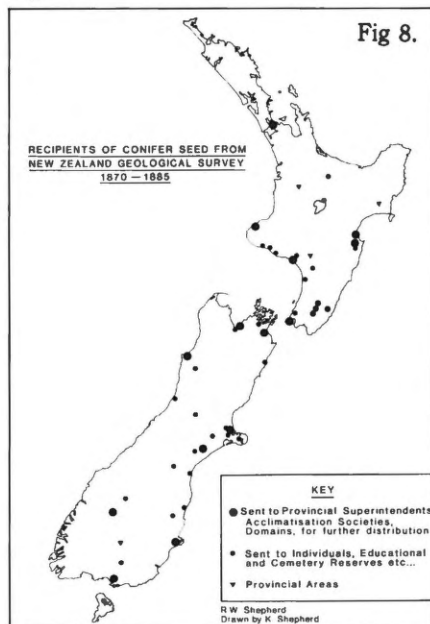 Fig 8.
RECIPIENTS OF CONIFER SEED FROM
NEW ZEALAND GEOLOGICAL SURVEY
1870 – 1885
KEY
Sent to Provincial Superintendents
Acclimatisation Societies,
Domains, for further distribution
Sent to Individuals, Educational
and Cemetery Reserves etc...
Provincial Areas
R W Shepherd
Drawn by K Shepherd